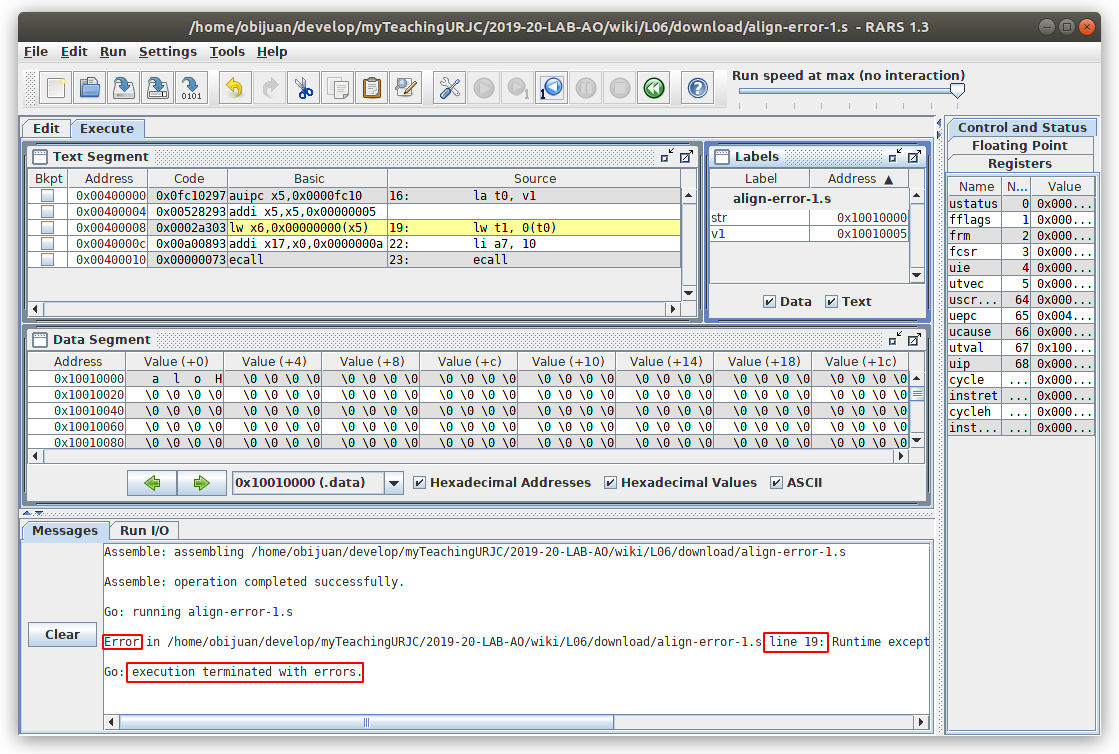 /home/obijuan/develop/myTeachingURJC/2019-20-LAB-AO/wiki/L06/download/align-error-1.s - RARS 1.3
File Edit Run Settings Tools Help
0101
1
1
Run speed at max (no interaction)
Edit Execute
Text Segment
Bkpt Address Code Basic Source
0x00400000 0x0fc10297 auipc x5,0x0000fc10 16: la t0, v1
0x00400004 0x00528293 addi x5,x5,0x00000005
0x00400008 0x0002a303 lw x6,0x00000000(x5) 19: lw t1, 0(t0)
0x0040000c 0x00a00893 addi x17,x0,0x0000000a 22: li a7, 10
0x00400010 0x00000073 ecall 23: ecall
Labels
Label Address ▲
align-error-1.s
str 0x10010000
v1 0x10010005
Data Text
Control and Status
Floating Point
Registers
Name N... Value
ustatus 0 0x000...
fflags 1 0x000...
frm 2 0x000...
fcsr 3 0x000...
uie 4 0x000...
utvec 5 0x000...
uscr... 64 0x000...
uepc 65 0x004...
ucause 66 0x000...
utval 67 0x100...
uip 68 0x000...
cycle ... 0x000...
instret ... 0x000...
cycleh ... 0x000...
inst... ... 0x000...
Data Segment
Address Value (+0) Value (+4) Value (+8) Value (+c) Value (+10) Value (+14) Value (+18) Value (+1c)
0x10010000 a l o H \0 \0 \0 \0 \0 \0 \0 \0 \0 \0 \0 \0 \0 \0 \0 \0 \0 \0 \0 \0 \0 \0 \0 \0 \0 \0 \0 \0
0x10010020 \0 \0 \0 \0 \0 \0 \0 \0 \0 \0 \0 \0 \0 \0 \0 \0 \0 \0 \0 \0 \0 \0 \0 \0 \0 \0 \0 \0 \0 \0 \0 \0
0x10010040 \0 \0 \0 \0 \0 \0 \0 \0 \0 \0 \0 \0 \0 \0 \0 \0 \0 \0 \0 \0 \0 \0 \0 \0 \0 \0 \0 \0 \0 \0 \0 \0
0x10010060 \0 \0 \0 \0 \0 \0 \0 \0 \0 \0 \0 \0 \0 \0 \0 \0 \0 \0 \0 \0 \0 \0 \0 \0 \0 \0 \0 \0 \0 \0 \0 \0
0x10010080 \0 \0 \0 \0 \0 \0 \0 \0 \0 \0 \0 \0 \0 \0 \0 \0 \0 \0 \0 \0 \0 \0 \0 \0 \0 \0 \0 \0 \0 \0 \0 \0
0x10010000 (.data) Hexadecimal Addresses Hexadecimal Values ASCII
Messages Run I/O
Clear
Assemble: assembling /home/obijuan/develop/myTeachingURJC/2019-20-LAB-AO/wiki/L06/download/align-error-1.s
Assemble: operation completed successfully.
Go: running align-error-1.s
Error in /home/obijuan/develop/myTeachingURJC/2019-20-LAB-AO/wiki/L06/download/align-error-1.s line 19: Runtime except
Go: execution terminated with errors.